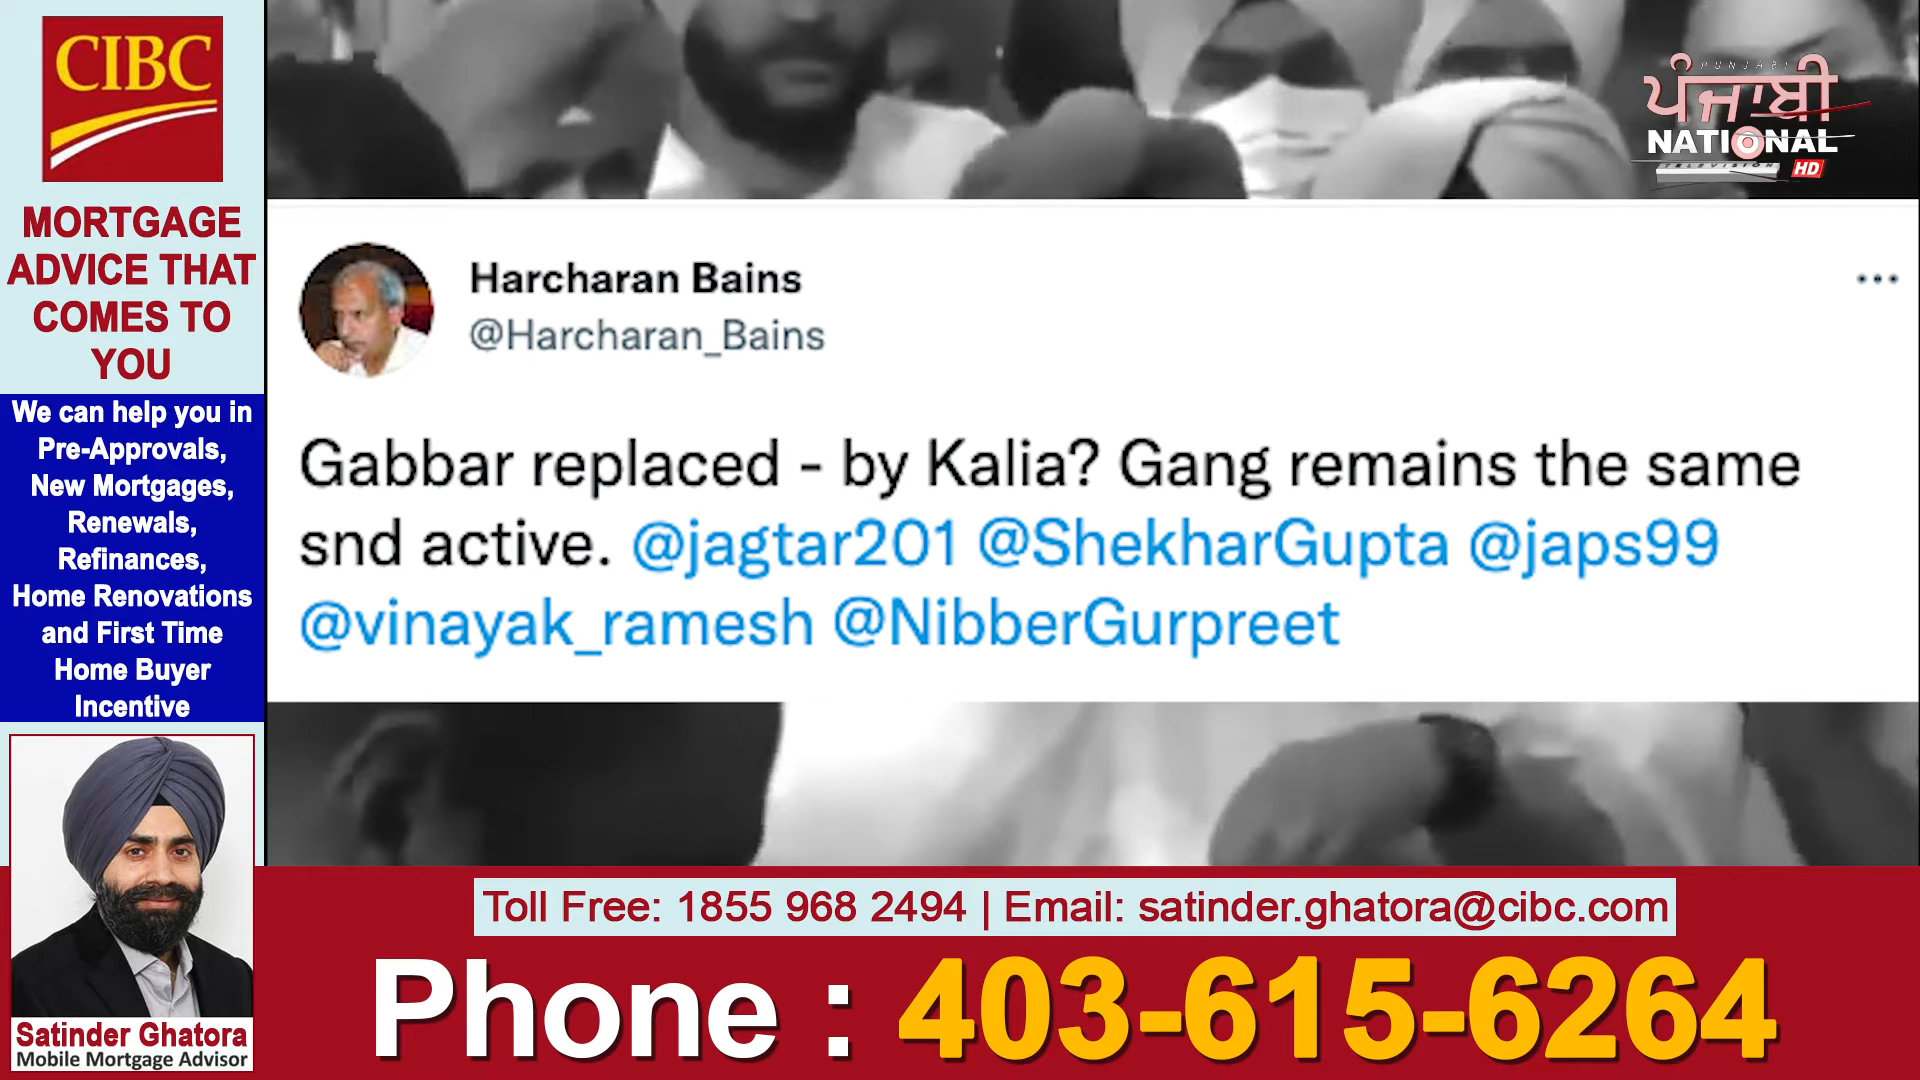 CIBC
MORTGAGE
ADVICE THAT
COMES TO
YOU
We can help you in
Pre-Approvals,
New Mortgages,
Renewals,
Refinances,
Home Renovations
and First Time
Home Buyer
Incentive
Satinder Ghatora
Mobile Mortgage Advisor
PUNJABI
ਪੰਜਾਬੀ
NATIONAL
TELEVISION
HD
Harcharan Bains
@Harcharan_Bains
Gabbar replaced - by Kalia? Gang remains the same
snd active. @jagtar201 @ShekharGupta @japs99
@vinayak_ramesh @NibberGurpreet
Toll Free: 1855 968 2494 | Email: satinder.ghatora@cibc.com
Phone : 403-615-6264